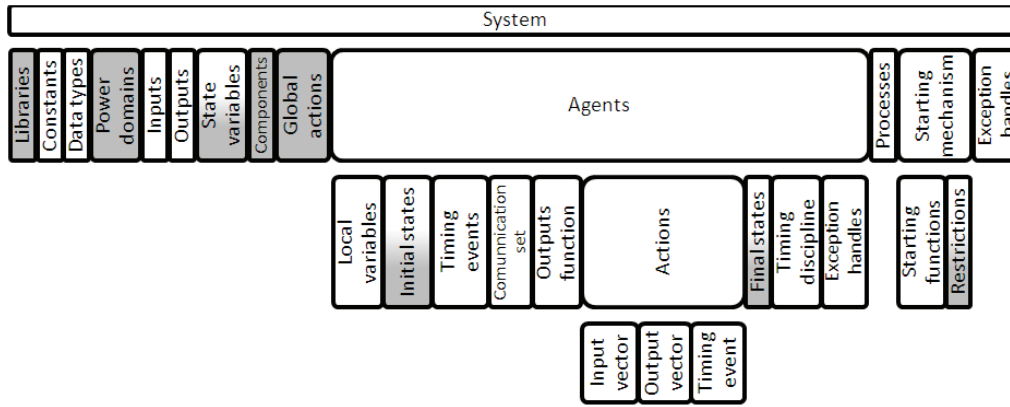 System
Libraries
Constants
Data types
Power
domains
Inputs
Outputs
State
variables
Components
Global
actions
Agents
Processes
Starting
mechanism
Exception
handles
Local
variables
Initial states
Timing
events
Comunnication
set
Outputs
function
Actions
Final states
Timing
discipline
Exception
handles
Starting
functions
Restrictions
Input
vector
Output
vector
Timing
event